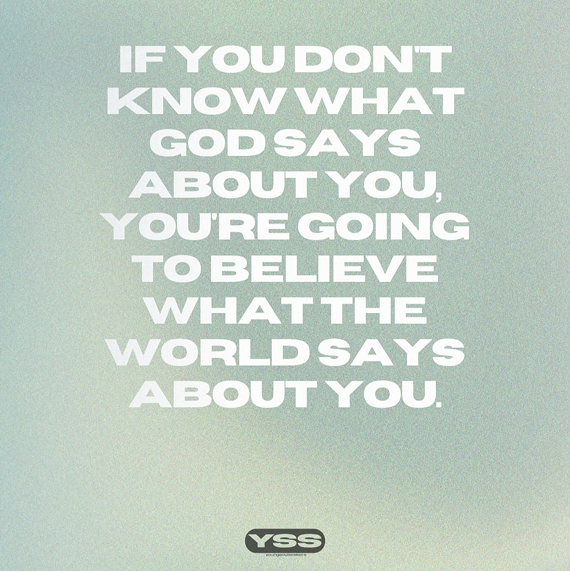 IF YOU DON'T
KNOW WHAT
GOD SAYS
ABOUT YOU,
YOU'RE GOING
TO BELIEVE
WHAT THE
WORLD SAYS
ABOUT YOU.
YSS